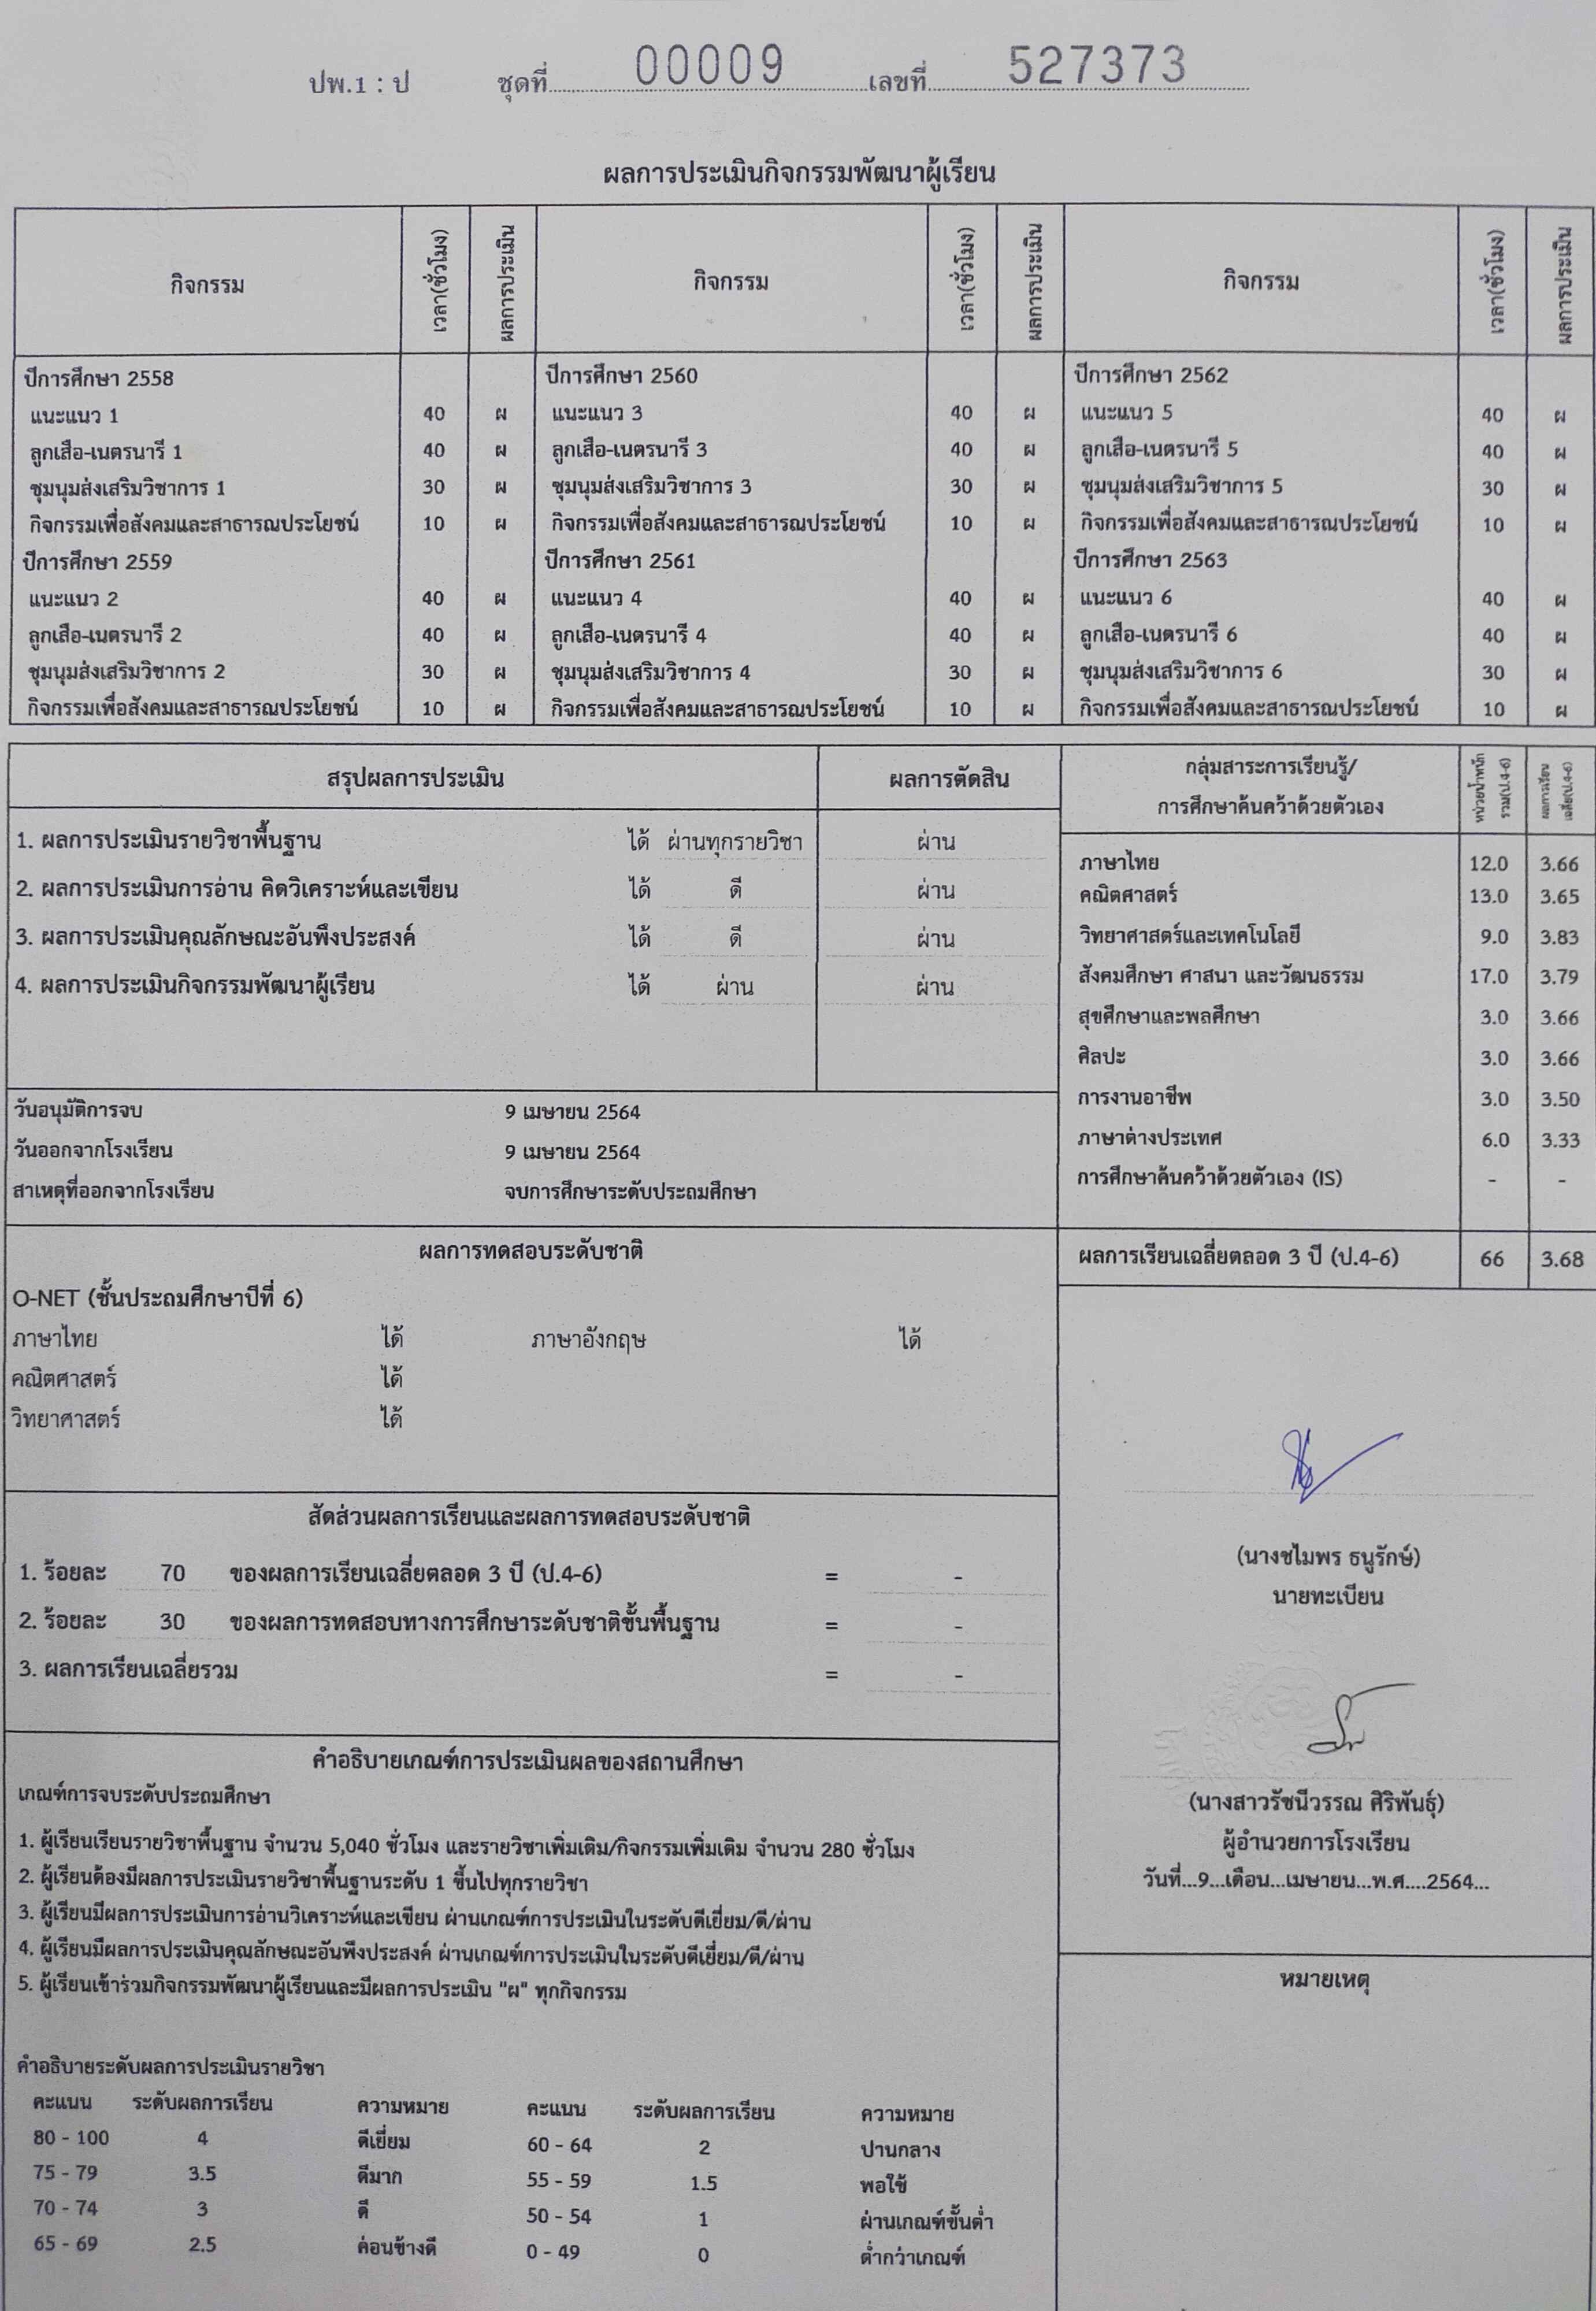 ปพ.1 : ป ชุดที่ 00009 เลขที่ 527373
ผลการประเมินกิจกรรมพัฒนาผู้เรียน
กิจกรรม เวลา(ชั่วโมง) ผลการประเมิน กิจกรรม เวลา(ชั่วโมง) ผลการประเมิน กิจกรรม เวลา(ชั่วโมง) ผลการประเมิน
ปีการศึกษา 2558 ปีการศึกษา 2560 ปีการศึกษา 2562
แนะแนว 1 40 ผ แนะแนว 3 40 ผ แนะแนว 5 40 ผ
ลูกเสือ-เนตรนารี 1 40 ผ ลูกเสือ-เนตรนารี 3 40 ผ ลูกเสือ-เนตรนารี 5 40 ผ
ชุมนุมส่งเสริมวิชาการ 1 30 ผ ชุมนุมส่งเสริมวิชาการ 3 30 ผ ชุมนุมส่งเสริมวิชาการ 5 30 ผ
กิจกรรมเพื่อสังคมและสาธารณประโยชน์ 10 ผ กิจกรรมเพื่อสังคมและสาธารณประโยชน์ 10 ผ กิจกรรมเพื่อสังคมและสาธารณประโยชน์ 10 ผ
ปีการศึกษา 2559 ปีการศึกษา 2561 ปีการศึกษา 2563
แนะแนว 2 40 ผ แนะแนว 4 40 ผ แนะแนว 6 40 ผ
ลูกเสือ-เนตรนารี 2 40 ผ ลูกเสือ-เนตรนารี 4 40 ผ ลูกเสือ-เนตรนารี 6 40 ผ
ชุมนุมส่งเสริมวิชาการ 2 30 ผ ชุมนุมส่งเสริมวิชาการ 4 30 ผ ชุมนุมส่งเสริมวิชาการ 6 30 ผ
กิจกรรมเพื่อสังคมและสาธารณประโยชน์ 10 ผ กิจกรรมเพื่อสังคมและสาธารณประโยชน์ 10 ผ กิจกรรมเพื่อสังคมและสาธารณประโยชน์ 10 ผ
สรุปผลการประเมิน ผลการตัดสิน
1. ผลการประเมินรายวิชาพื้นฐาน ได้ ผ่านทุกรายวิชา ผ่าน
2. ผลการประเมินการอ่าน คิดวิเคราะห์และเขียน ได้ ดี ผ่าน
3. ผลการประเมินคุณลักษณะอันพึงประสงค์ ได้ ดี ผ่าน
4. ผลการประเมินกิจกรรมพัฒนาผู้เรียน ได้ ผ่าน ผ่าน
วันอนุมัติการจบ 9 เมษายน 2564
วันออกจากโรงเรียน 9 เมษายน 2564
สาเหตุที่ออกจากโรงเรียน จบการศึกษาระดับประถมศึกษา
ผลการทดสอบระดับชาติ
O-NET (ชั้นประถมศึกษาปีที่ 6)
ภาษาไทย ได้ ภาษาอังกฤษ ได้
คณิตศาสตร์ ได้
วิทยาศาสตร์ ได้
สัดส่วนผลการเรียนและผลการทดสอบระดับชาติ
1. ร้อยละ 70 ของผลการเรียนเฉลี่ยตลอด 3 ปี (ป.4-6) = -
2. ร้อยละ 30 ของผลการทดสอบทางการศึกษาระดับชาติขั้นพื้นฐาน = -
3. ผลการเรียนเฉลี่ยรวม = -
คำอธิบายเกณฑ์การประเมินผลของสถานศึกษา
เกณฑ์การจบระดับประถมศึกษา
1. ผู้เรียนเรียนรายวิชาพื้นฐาน จำนวน 5,040 ชั่วโมง และรายวิชาเพิ่มเติม/กิจกรรมเพิ่มเติม จำนวน 280 ชั่วโมง
2. ผู้เรียนต้องมีผลการประเมินรายวิชาพื้นฐานระดับ 1 ขึ้นไปทุกรายวิชา
3. ผู้เรียนมีผลการประเมินการอ่านวิเคราะห์และเขียน ผ่านเกณฑ์การประเมินในระดับดีเยี่ยม/ดี/ผ่าน
4. ผู้เรียนมีผลการประเมินคุณลักษณะอันพึงประสงค์ ผ่านเกณฑ์การประเมินในระดับดีเยี่ยม/ดี/ผ่าน
5. ผู้เรียนเข้าร่วมกิจกรรมพัฒนาผู้เรียนและมีผลการประเมิน "ผ" ทุกกิจกรรม
คำอธิบายระดับผลการประเมินรายวิชา
คะแนน ระดับผลการเรียน ความหมาย คะแนน ระดับผลการเรียน ความหมาย
80 - 100 4 ดีเยี่ยม 60 - 64 2 ปานกลาง
75 - 79 3.5 ดีมาก 55 - 59 1.5 พอใช้
70 - 74 3 ดี 50 - 54 1 ผ่านเกณฑ์ขั้นต่ำ
65 - 69 2.5 ค่อนข้างดี 0 - 49 0 ต่ำกว่าเกณฑ์
กลุ่มสาระการเรียนรู้/
การศึกษาค้นคว้าด้วยตัวเอง หน่วยน้ำหนัก รวม(ป.4-6) ผลการเรียน เฉลี่ย(ป.4-6)
ภาษาไทย 12.0 3.66
คณิตศาสตร์ 13.0 3.65
วิทยาศาสตร์และเทคโนโลยี 9.0 3.83
สังคมศึกษา ศาสนา และวัฒนธรรม 17.0 3.79
สุขศึกษาและพลศึกษา 3.0 3.66
ศิลปะ 3.0 3.66
การงานอาชีพ 3.0 3.50
ภาษาต่างประเทศ 6.0 3.33
การศึกษาค้นคว้าด้วยตัวเอง (IS) - -
ผลการเรียนเฉลี่ยตลอด 3 ปี (ป.4-6) 66 3.68
(นางชไมพร ธนูรักษ์)
นายทะเบียน
(นางสาวรัชนีวรรณ ศิริพันธุ์)
ผู้อำนวยการโรงเรียน
วันที่...9...เดือน...เมษายน...พ.ศ....2564...
หมายเหตุ